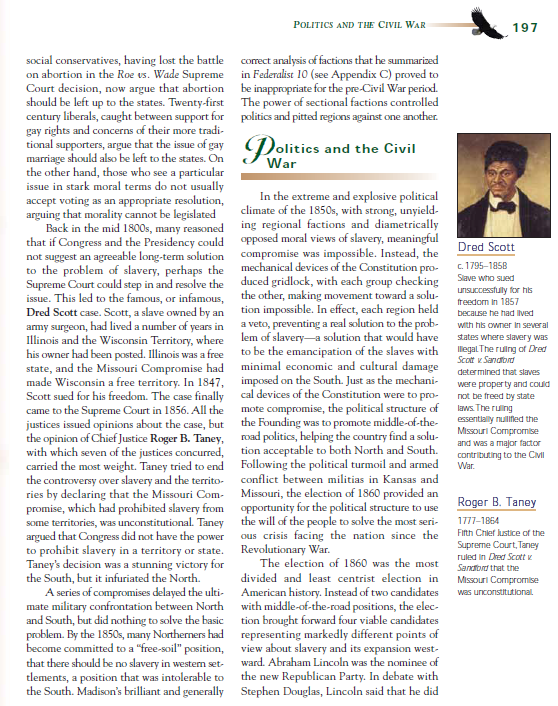 POLITICS AND THE CIVIL WAR
197
social conservatives, having lost the battle
on abortion in the Roe vs. Wade Supreme
Court decision, now argue that abortion
should be left up to the states. Twenty-first
century liberals, caught between support for
gay rights and concerns of their more tradi-
tional supporters, argue that the issue of gay
marriage should also be left to the states. On
the other hand, those who see a particular
issue in stark moral terms do not usually
accept voting as an appropriate resolution,
arguing that morality cannot be legislated
Back in the mid 1800s, many reasoned
that if Congress and the Presidency could
not suggest an agreeable long-term solution
to the problem of slavery, perhaps the
Supreme Court could step in and resolve the
issue. This led to the famous, or infamous,
Dred Scott case. Scott, a slave owned by an
army surgeon, had lived a number of years in
Illinois and the Wisconsin Territory, where
his owner had been posted. Illinois was a free
state, and the Missouri Compromise had
made Wisconsin a free territory. In 1847,
Scott sued for his freedom. The case finally
came to the Supreme Court in 1856. All the
justices issued opinions about the case, but
the opinion of Chief Justice Roger B. Taney,
with which seven of the justices concurred,
carried the most weight. Taney tried to end
the controversy over slavery and the territo-
ries by declaring that the Missouri Com-
promise, which had prohibited slavery from
some territories, was unconstitutional. Taney
argued that Congress did not have the power
to prohibit slavery in a territory or state.
Taney's decision was a stunning victory for
the South, but it infuriated the North.
A series of compromises delayed the ulti-
mate military confrontation between North
and South, but did nothing to solve the basic
problem. By the 1850s, many Northerners had
become committed to a "free-soil" position,
that there should be no slavery in western set-
tlements, a position that was intolerable to
the South. Madison's brilliant and generally
correct analysis of factions that he summarized
in Federalist 10 (see Appendix C) proved to
be inappropriate for the pre-Civil War period.
The power of sectional factions controlled
politics and pitted regions against one another.
Politics and the Civil
War
In the extreme and explosive political
climate of the 1850s, with strong, unyield-
ing regional factions and diametrically
opposed moral views of slavery, meaningful
compromise was impossible. Instead, the
mechanical devices of the Constitution pro-
duced gridlock, with each group checking
the other, making movement toward a solu-
tion impossible. In effect, each region held
a veto, preventing a real solution to the prob-
lem of slavery—a solution that would have
to be the emancipation of the slaves with
minimal economic and cultural damage
imposed on the South. Just as the mechani-
cal devices of the Constitution were to pro-
mote compromise, the political structure of
the Founding was to promote middle-of-the-
road politics, helping the country find a solu-
tion acceptable to both North and South.
Following the political turmoil and armed
conflict between militias in Kansas and
Missouri, the election of 1860 provided an
opportunity for the political structure to use
the will of the people to solve the most seri-
ous crisis facing the nation since the
Revolutionary War.
The election of 1860 was the most
divided and least centrist election in
American history. Instead of two candidates
with middle-of-the-road positions, the elec-
tion brought forward four viable candidates
representing markedly different points of
view about slavery and its expansion west-
ward. Abraham Lincoln was the nominee of
the new Republican Party. In debate with
Stephen Douglas, Lincoln said that he did
Dred Scott
c. 1795–1858
Slave who sued
unsuccessfully for his
freedom in 1857
because he had lived
with his owner in several
states where slavery was
illegal. The ruling of Dred
Scott v. Sandford
determined that slaves
were property and could
not be freed by state
laws. The ruling
essentially nullified the
Missouri Compromise
and was a major factor
contributing to the Civil
War.
Roger B. Taney
1777–1864
Fifth Chief Justice of the
Supreme Court, Taney
ruled in Dred Scott v.
Sandford that the
Missouri Compromise
was unconstitutional.